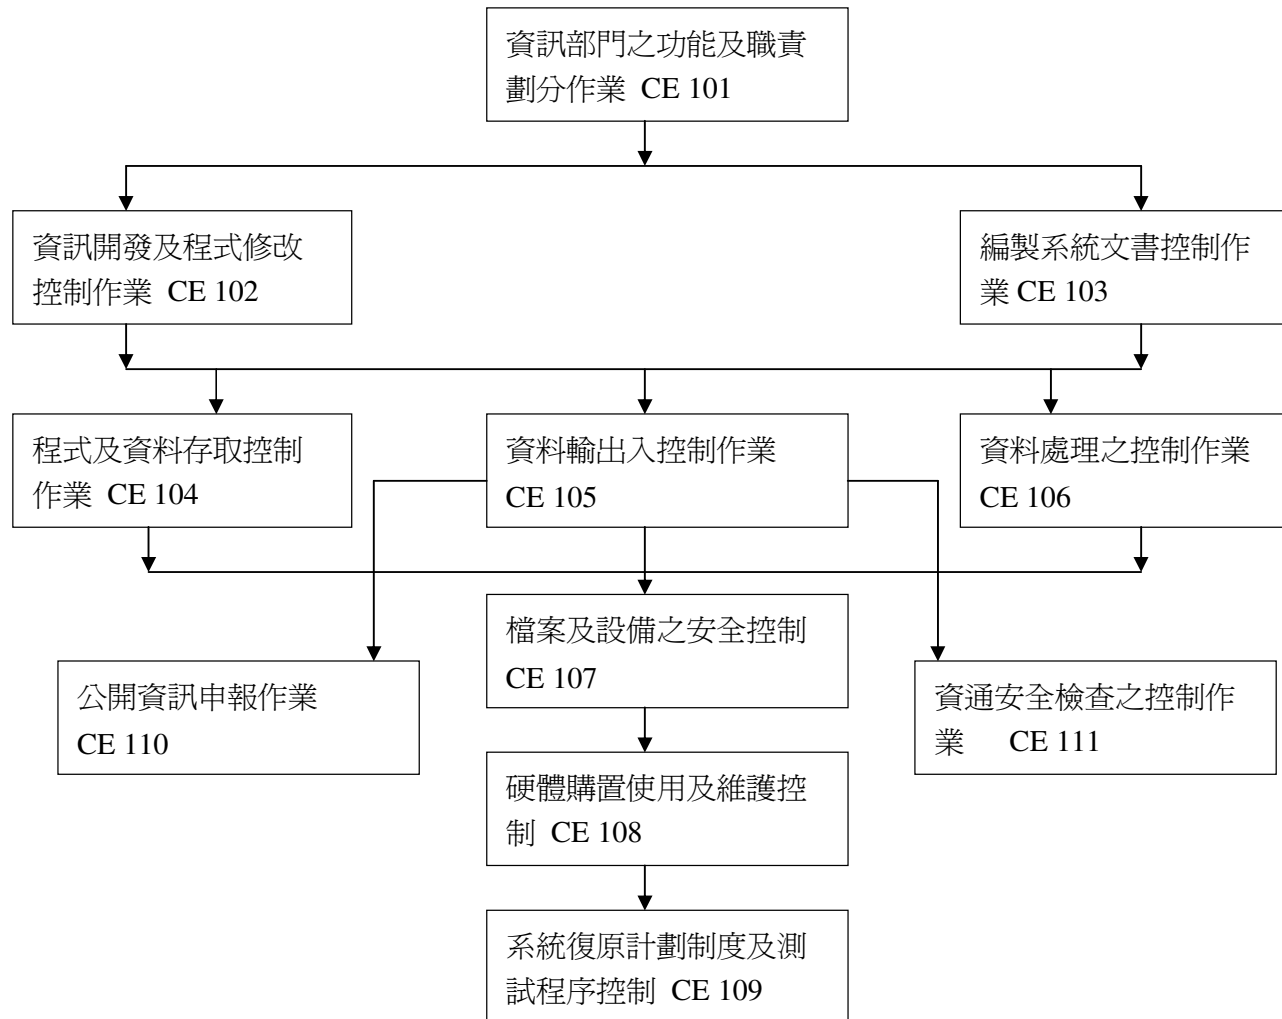 資訊部門之功能及職責
劃分作業 CE 101
資訊開發及程式修改
控制作業 CE 102
編製系統文書控制作
業 CE 103
程式及資料存取控制
作業 CE 104
資料輸出入控制作業
CE 105
資料處理之控制作業
CE 106
檔案及設備之安全控制
CE 107
公開資訊申報作業
CE 110
資通安全檢查之控制作
業 CE 111
硬體購置使用及維護控
制 CE 108
系統復原計劃制度及測
試程序控制 CE 109